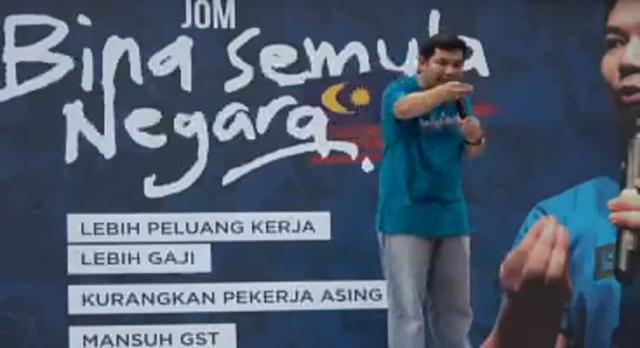 JOM
Bina semula
Negara
LEBIH PELUANG KERJA
LEBIH GAJI
KURANGKAN PEKERJA ASING
MANSUH GST